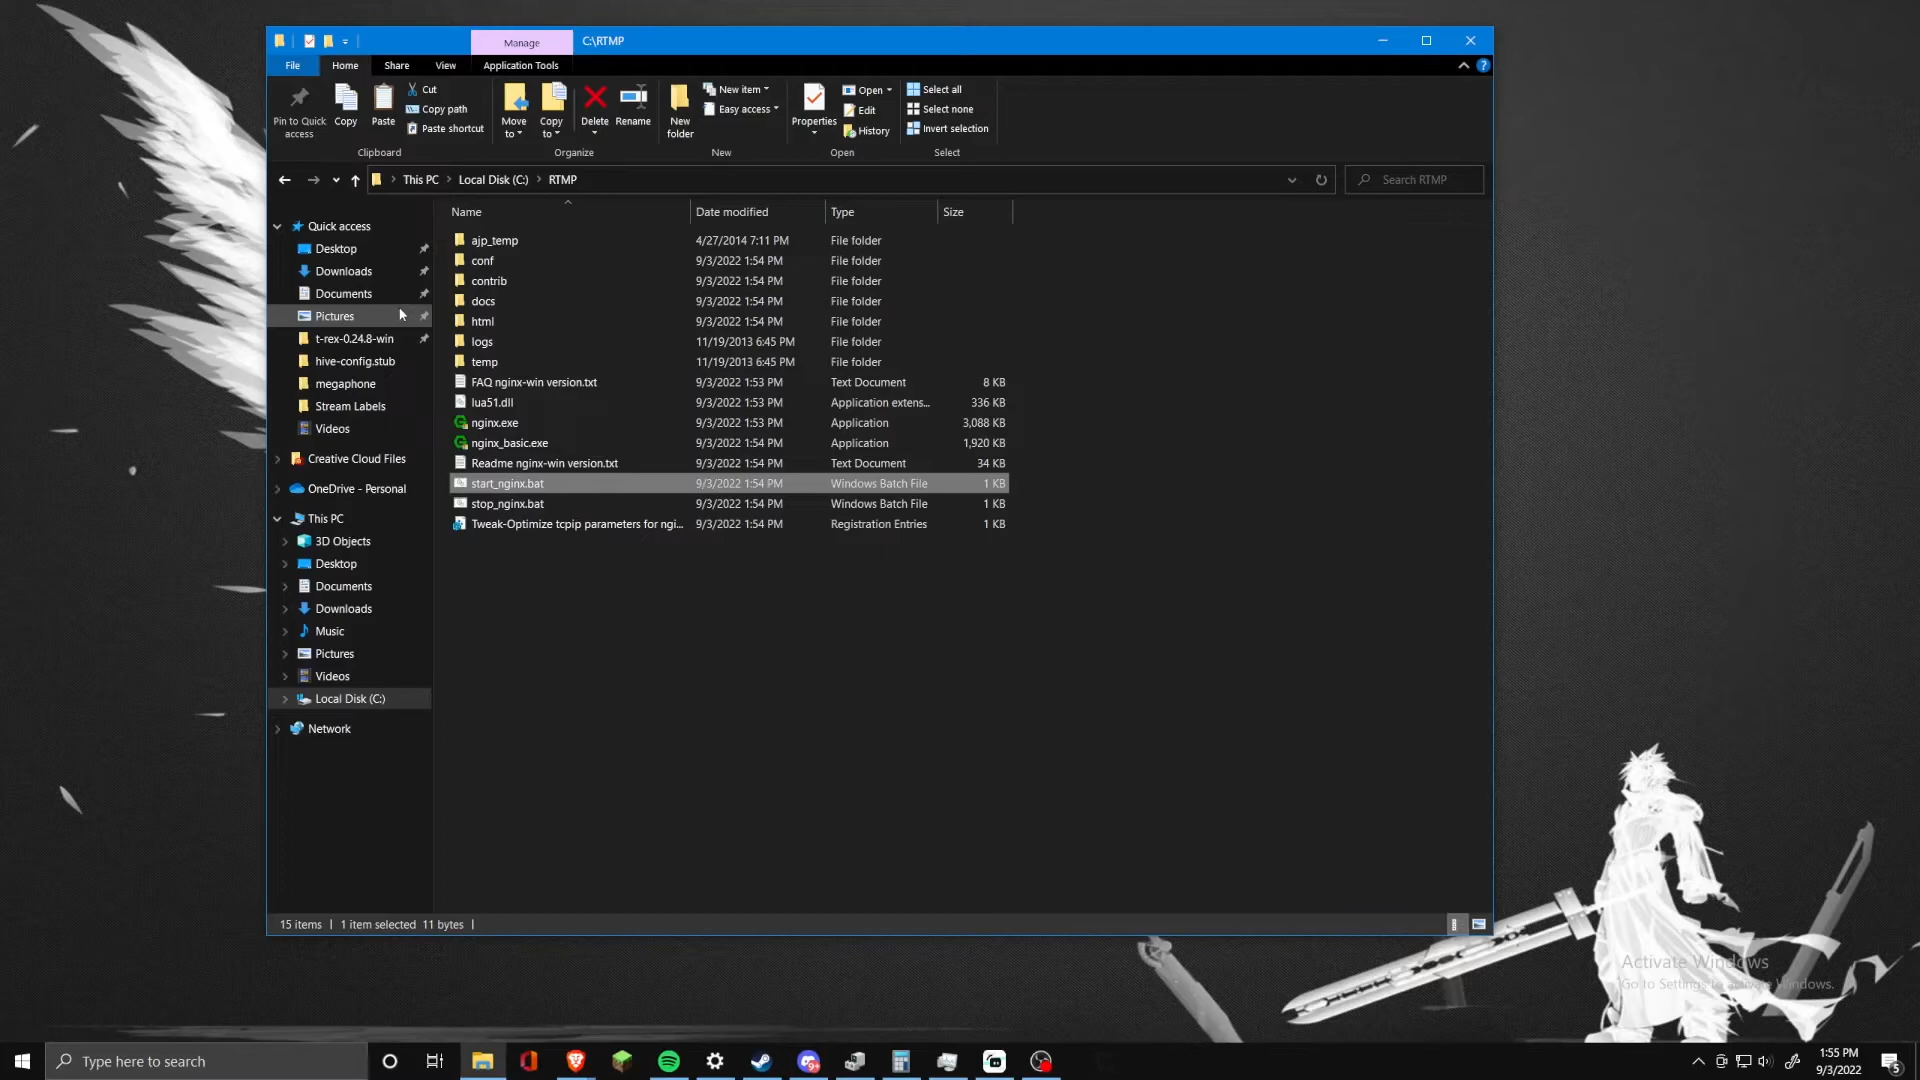 Manage
C:\RTMP
File
Home
Share
View
Application Tools
Pin to Quick access
Copy
Paste
Cut
Copy path
Paste shortcut
Move to
Copy to
Delete
Rename
New folder
New item
Easy access
Properties
Open
Edit
History
Select all
Select none
Invert selection
Clipboard
Organize
New
Open
Select
This PC > Local Disk (C:) > RTMP
Search RTMP
Name Date modified Type Size
Quick access
Desktop
Downloads
Documents
Pictures
t-rex-0.24.8-win
hive-config.stub
megaphone
Stream Labels
Videos
Creative Cloud Files
OneDrive - Personal
This PC
3D Objects
Desktop
Documents
Downloads
Music
Pictures
Videos
Local Disk (C:)
Network
ajp_temp 4/27/2014 7:11 PM File folder
conf 9/3/2022 1:54 PM File folder
contrib 9/3/2022 1:54 PM File folder
docs 9/3/2022 1:54 PM File folder
html 9/3/2022 1:54 PM File folder
logs 11/19/2013 6:45 PM File folder
temp 11/19/2013 6:45 PM File folder
FAQ nginx-win version.txt 9/3/2022 1:53 PM Text Document 8 KB
lua51.dll 9/3/2022 1:53 PM Application extens... 336 KB
nginx.exe 9/3/2022 1:53 PM Application 3,088 KB
nginx_basic.exe 9/3/2022 1:54 PM Application 1,920 KB
Readme nginx-win version.txt 9/3/2022 1:54 PM Text Document 34 KB
start_nginx.bat 9/3/2022 1:54 PM Windows Batch File 1 KB
stop_nginx.bat 9/3/2022 1:54 PM Windows Batch File 1 KB
Tweak-Optimize tcpip parameters for ngi... 9/3/2022 1:54 PM Registration Entries 1 KB
15 items | 1 item selected 11 bytes |
Activate Windows
Go to Settings to activate Windows.
Type here to search
1:55 PM
9/3/2022
5